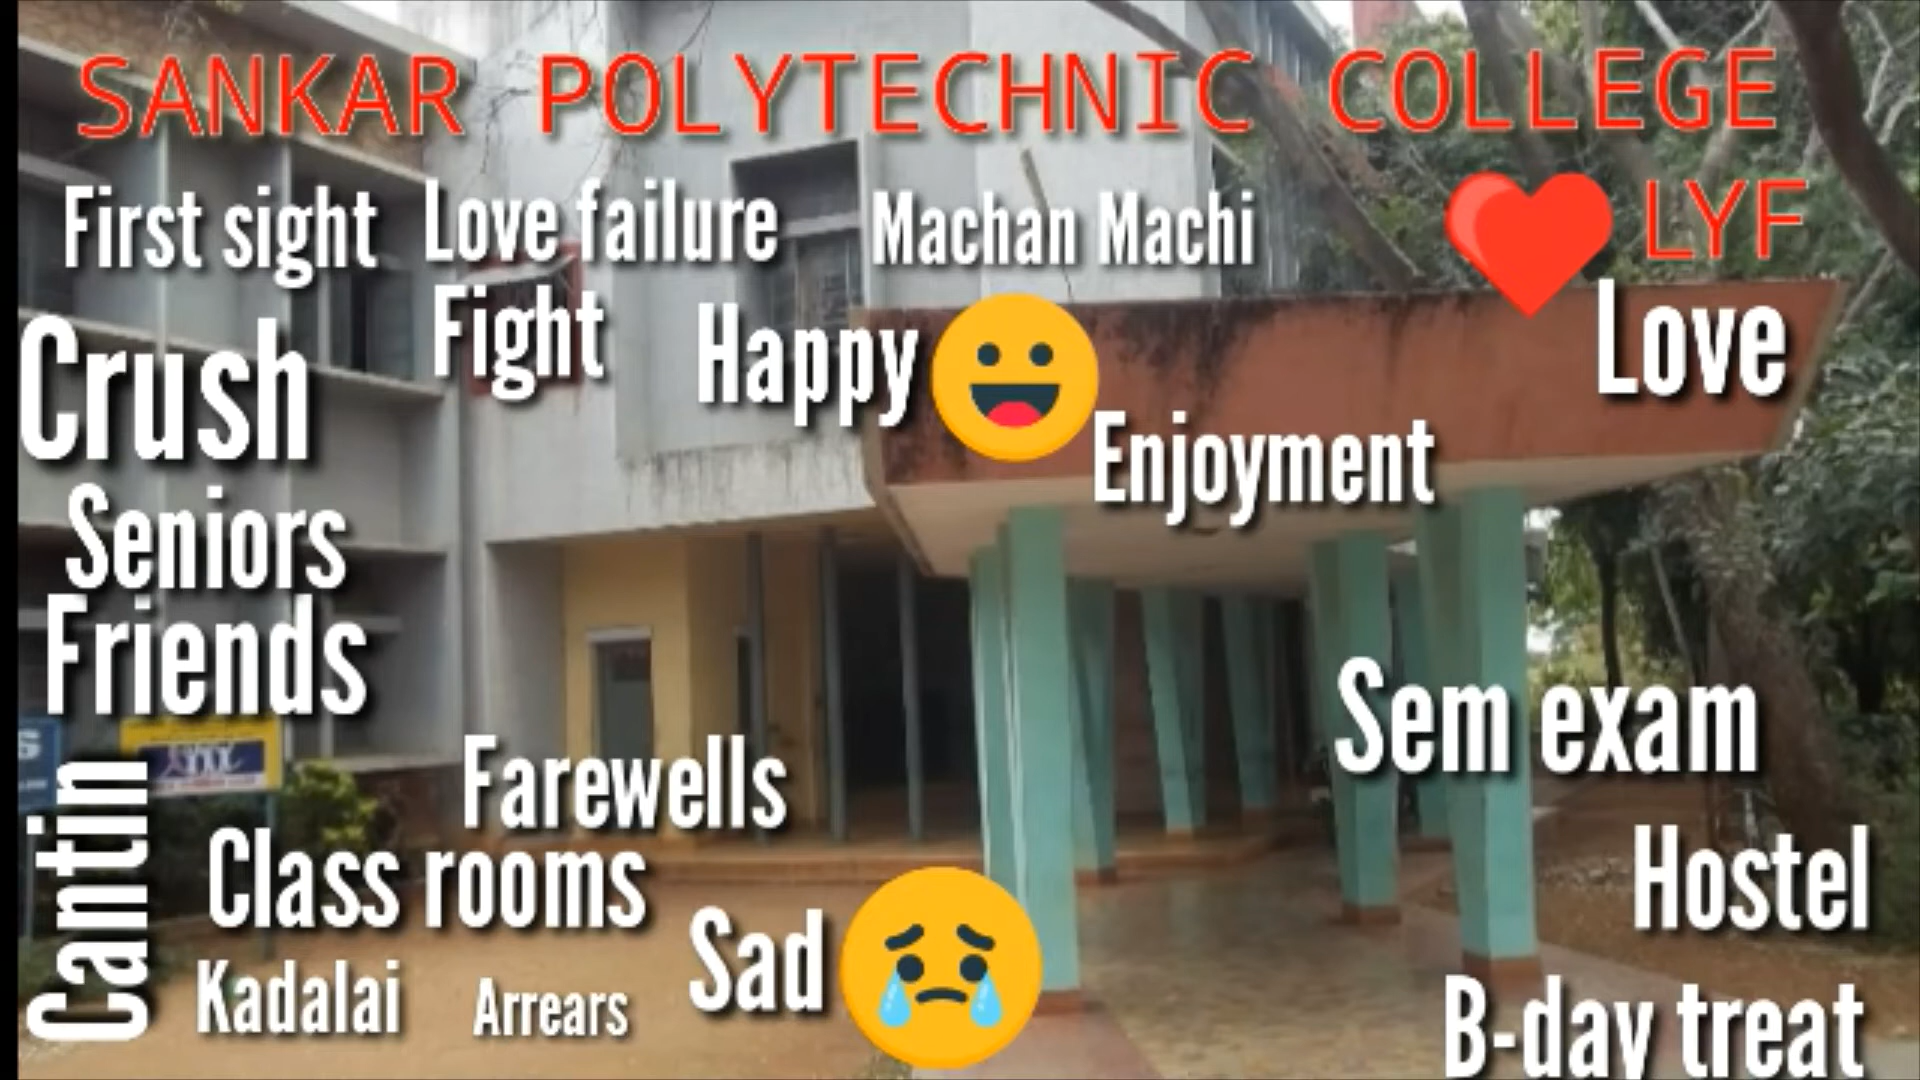 SANKAR POLYTECHNIC COLLEGE
LYF
First sight
Love failure
Machan Machi
Love
Crush
Fight
Happy
Enjoyment
Seniors
Friends
Sem exam
Farewells
Cantin
Class rooms
Hostel
Kadalai
Arrears
Sad
B-day treat